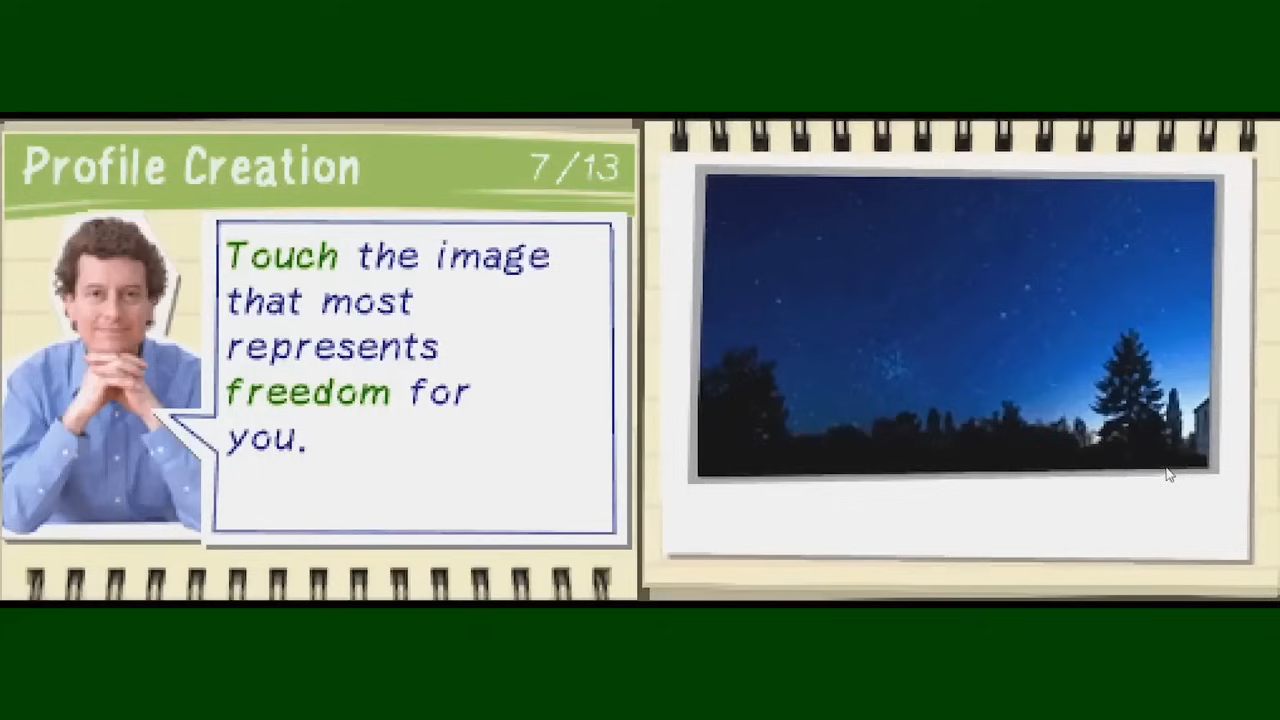 Profile Creation 7/13
Touch the image
that most
represents
freedom for
you.